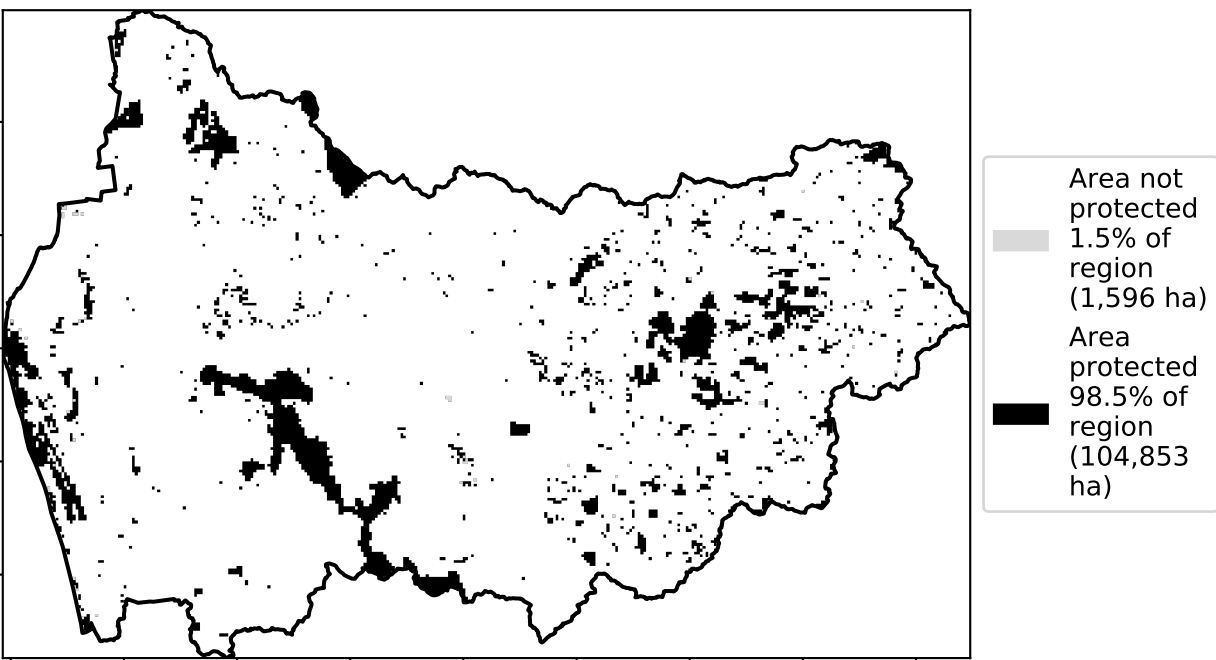 Area not
protected
1.5% of
region
(1,596 ha)
Area
protected
98.5% of
region
(104,853
ha)